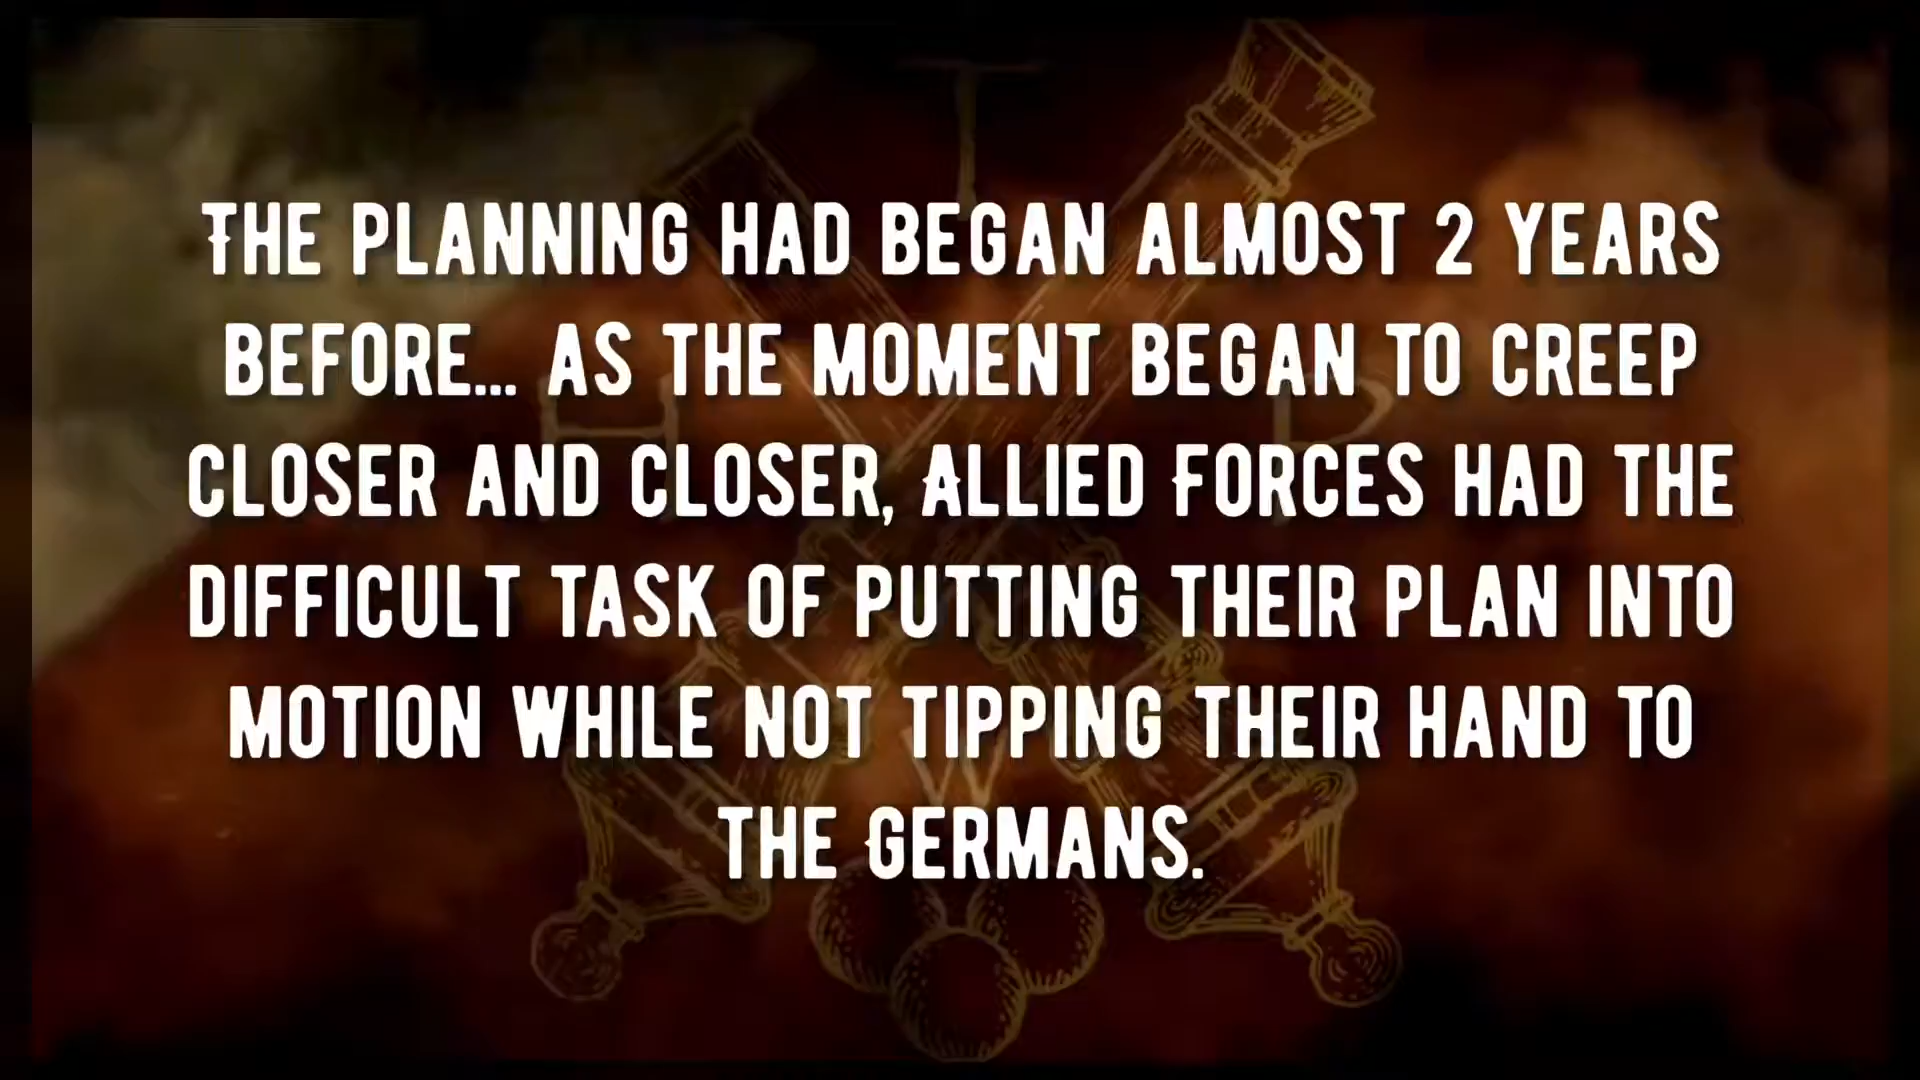 THE PLANNING HAD BEGAN ALMOST 2 YEARS
BEFORE... AS THE MOMENT BEGAN TO CREEP
CLOSER AND CLOSER, ALLIED FORCES HAD THE
DIFFICULT TASK OF PUTTING THEIR PLAN INTO
MOTION WHILE NOT TIPPING THEIR HAND TO
THE GERMANS.
T
H P
W